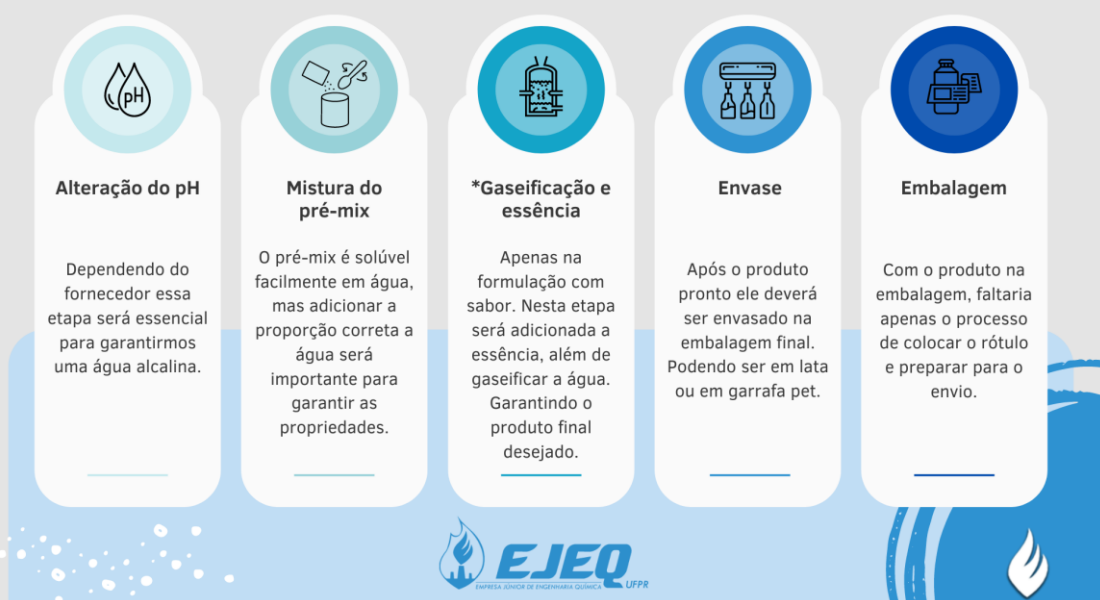 pH
Alteração do pH
Dependendo do
fornecedor essa
etapa será essencial
para garantirmos
uma água alcalina.
Mistura do
pré-mix
O pré-mix é solúvel
facilmente em água,
mas adicionar a
proporção correta a
água será
importante para
garantir as
propriedades.
*Gaseificação e
essência
Apenas na
formulação com
sabor. Nesta etapa
será adicionada a
essência, além de
gaseificar a água.
Garantindo o
produto final
desejado.
Envase
Após o produto
pronto ele deverá
ser envasado na
embalagem final.
Podendo ser em lata
ou em garrafa pet.
Embalagem
Com o produto na
embalagem, faltaria
apenas o processo
de colocar o rótulo
e preparar para o
envio.
EJEQ
EMPRESA JÚNIOR DE ENGENHARIA QUÍMICA UFPR